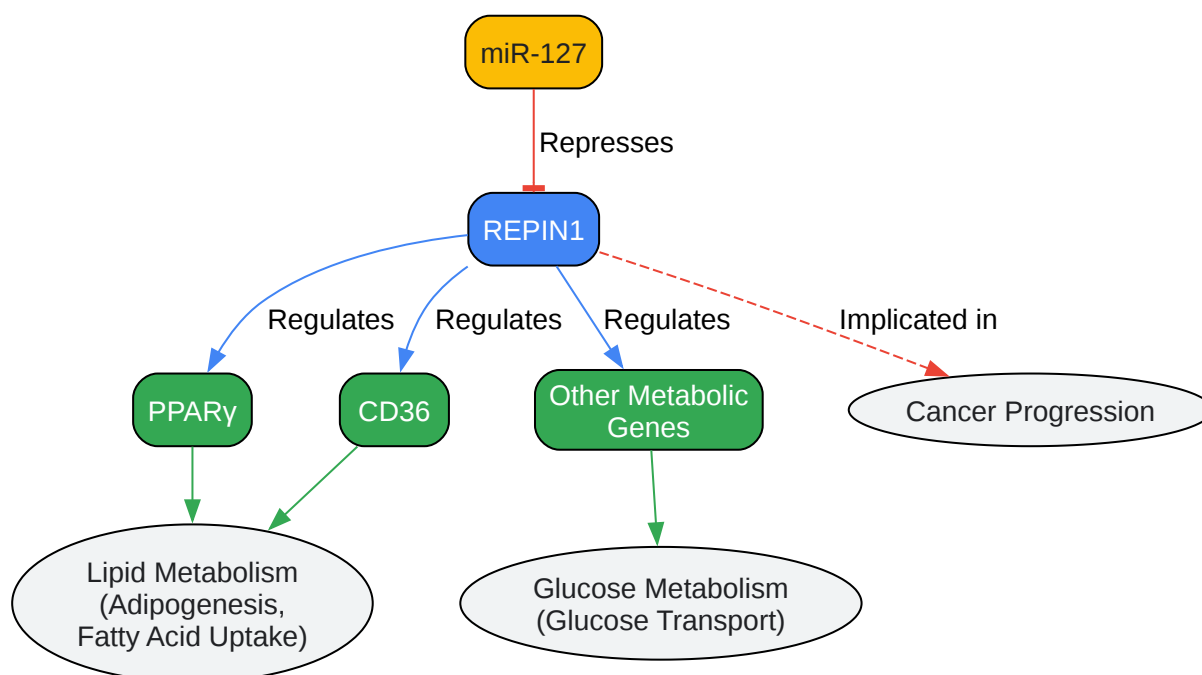 miR-127
Represses
REPIN1
Regulates
Regulates
Regulates
Implicated in
PPARγ
CD36
Other Metabolic
Genes
Cancer Progression
Lipid Metabolism
(Adipogenesis,
Fatty Acid Uptake)
Glucose Metabolism
(Glucose Transport)